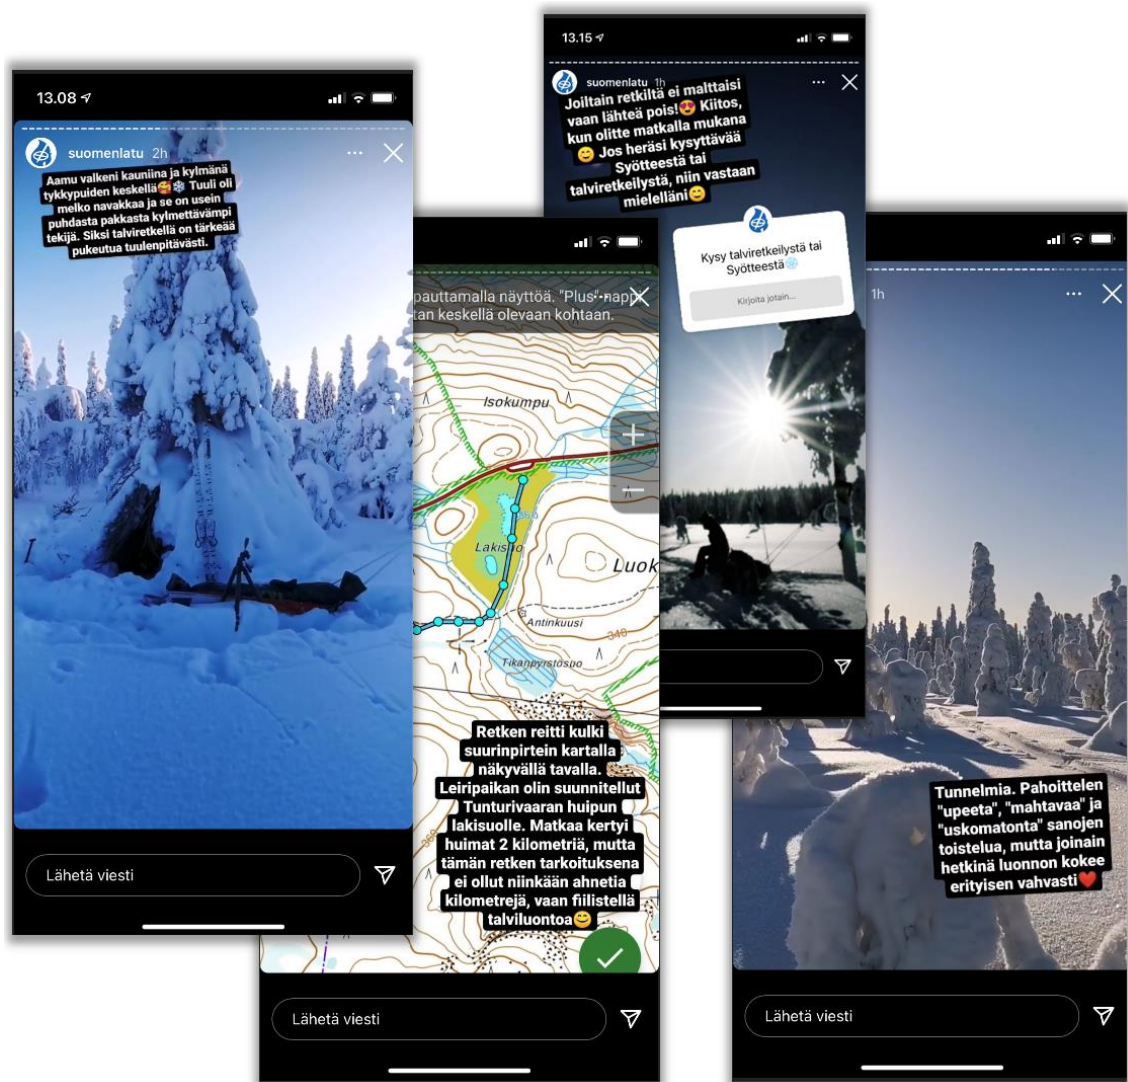 13.08
suomenlatu 2h
Aamu valkeni kauniina ja kylmänä
tykkypuiden keskellä🥰❄️ Tuuli oli
melko navakkaa ja se on usein
puhdasta pakkasta kylmettävämpi
tekijä. Siksi talviretkellä on tärkeää
pukeutua tuulenpitävästi.
Lähetä viesti
pauttamalla näyttöä. "Plus"-nappi
tan keskellä olevaan kohtaan.
Isokumpu
360
Lakisuo
Luok
Antinkuusi
340
Tikanpyrstösuo
360
Retken reitti kulki
suurinpirtein kartalla
näkyvällä tavalla.
Leiripaikan olin suunnitellut
Tunturivaaran huipun
lakisuolle. Matkaa kertyi
huimat 2 kilometriä, mutta
tämän retken tarkoituksena
ei ollut niinkään ahnetia
kilometrejä, vaan fiilistellä
talviluontoa😊
Lähetä viesti
13.15
suomenlatu 1h
Joiltain retkiltä ei malttaisi
vaan lähteä pois!😍 Kiitos,
kun olitte matkalla mukana
😊 Jos heräsi kysyttävää
Syötteestä tai
talviretkeilystä, niin vastaan
mielelläni😊
Kysy talviretkeilystä tai
Syötteestä❄️
Kirjoita jotain...
1h
Tunnelmia. Pahoittelen
"upeeta", "mahtavaa" ja
"uskomatonta" sanojen
toistelua, mutta joinain
hetkinä luonnon kokee
erityisen vahvasti❤️
Lähetä viesti